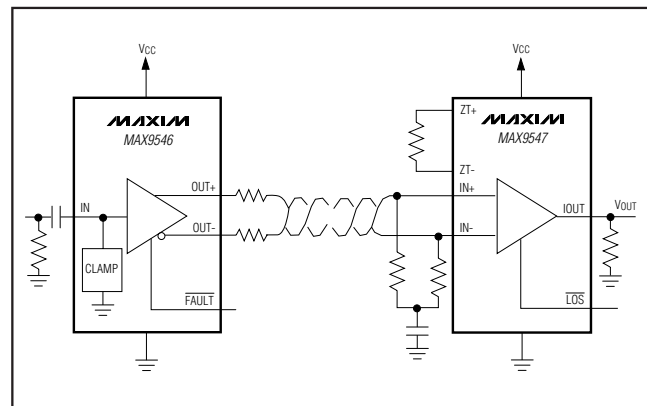 VCC
VCC
MAXIM
MAX9546
ZT+
MAXIM
MAX9547
ZT-
IN
OUT+
IN+
IOUT
VOUT
OUT-
IN-
CLAMP
FAULT
LOS